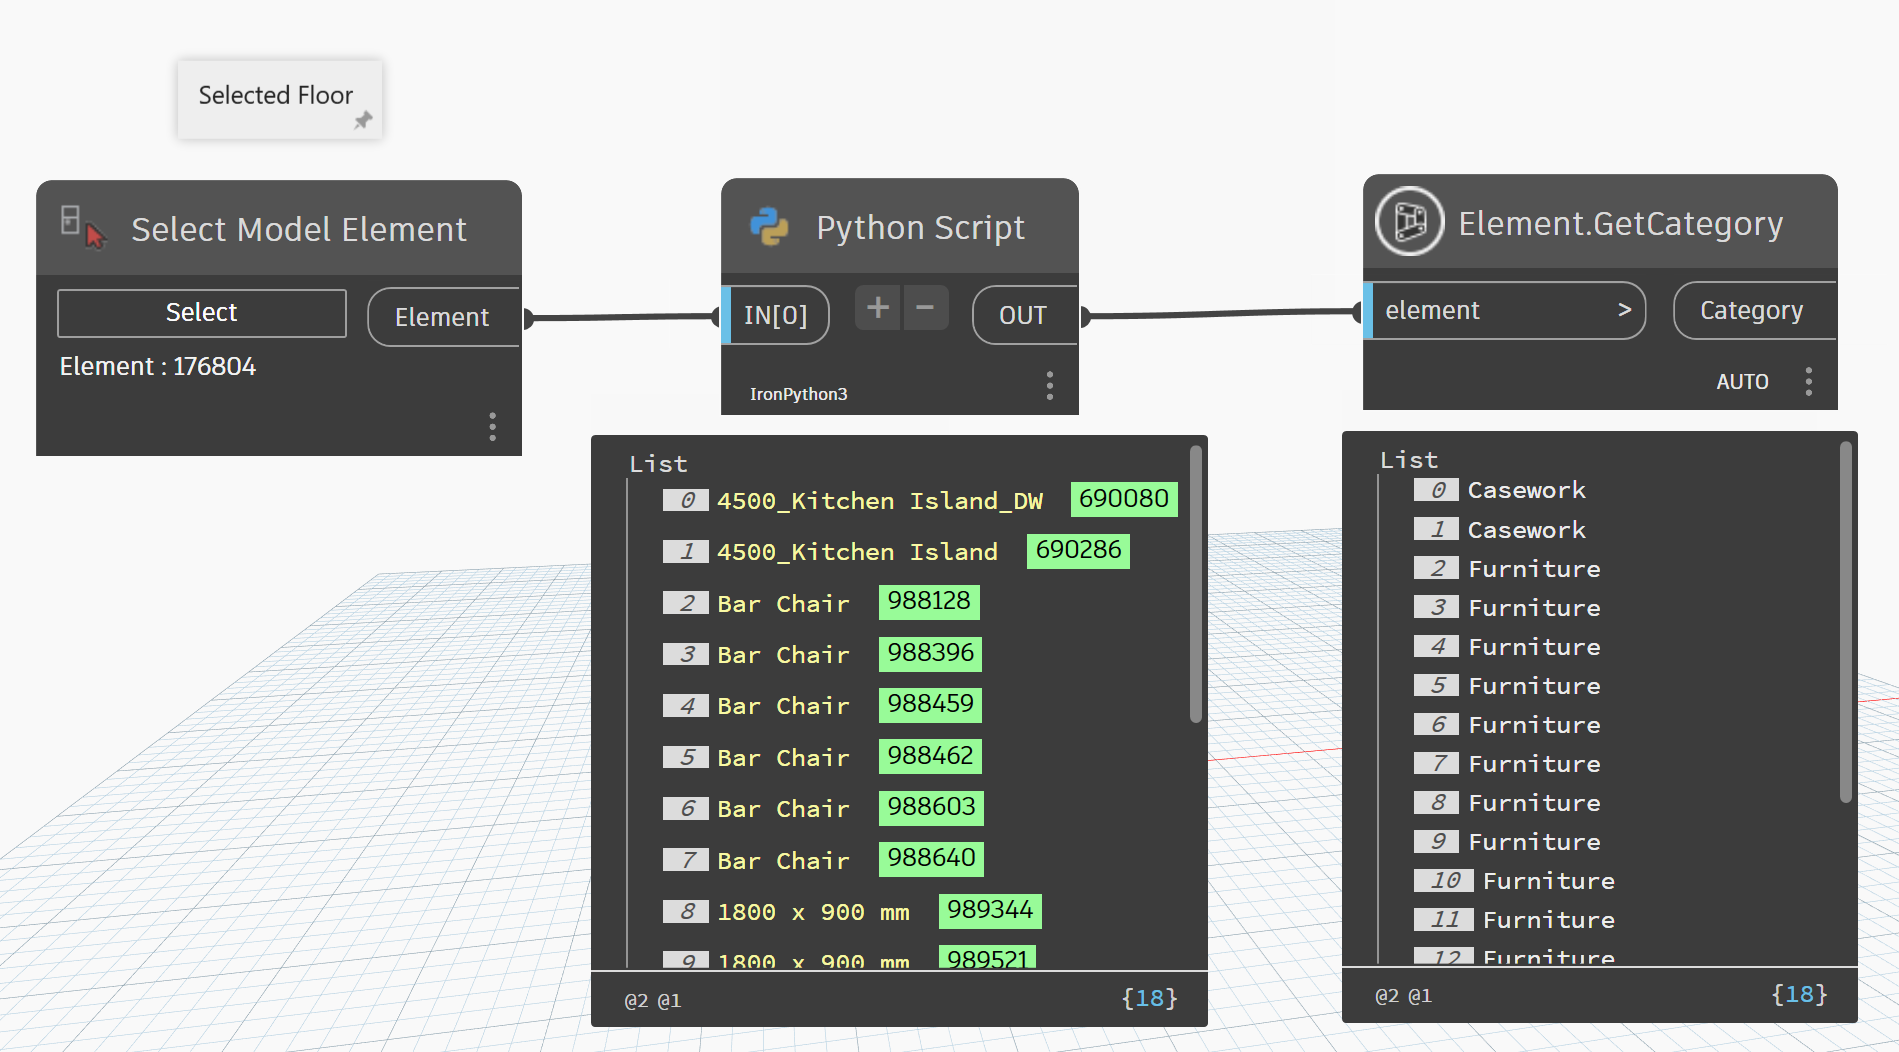 Selected Floor
Select Model Element
Select
Element
Element : 176804
Python Script
IN[0]
+
−
OUT
IronPython3
Element.GetCategory
element >
Category
AUTO
List
0 4500_Kitchen Island_DW 690080
1 4500_Kitchen Island 690286
2 Bar Chair 988128
3 Bar Chair 988396
4 Bar Chair 988459
5 Bar Chair 988462
6 Bar Chair 988603
7 Bar Chair 988640
8 1800 x 900 mm 989344
9 1800 x 900 mm 989521
@2 @1 {18}
List
0 Casework
1 Casework
2 Furniture
3 Furniture
4 Furniture
5 Furniture
6 Furniture
7 Furniture
8 Furniture
9 Furniture
10 Furniture
11 Furniture
12 Furniture
@2 @1 {18}